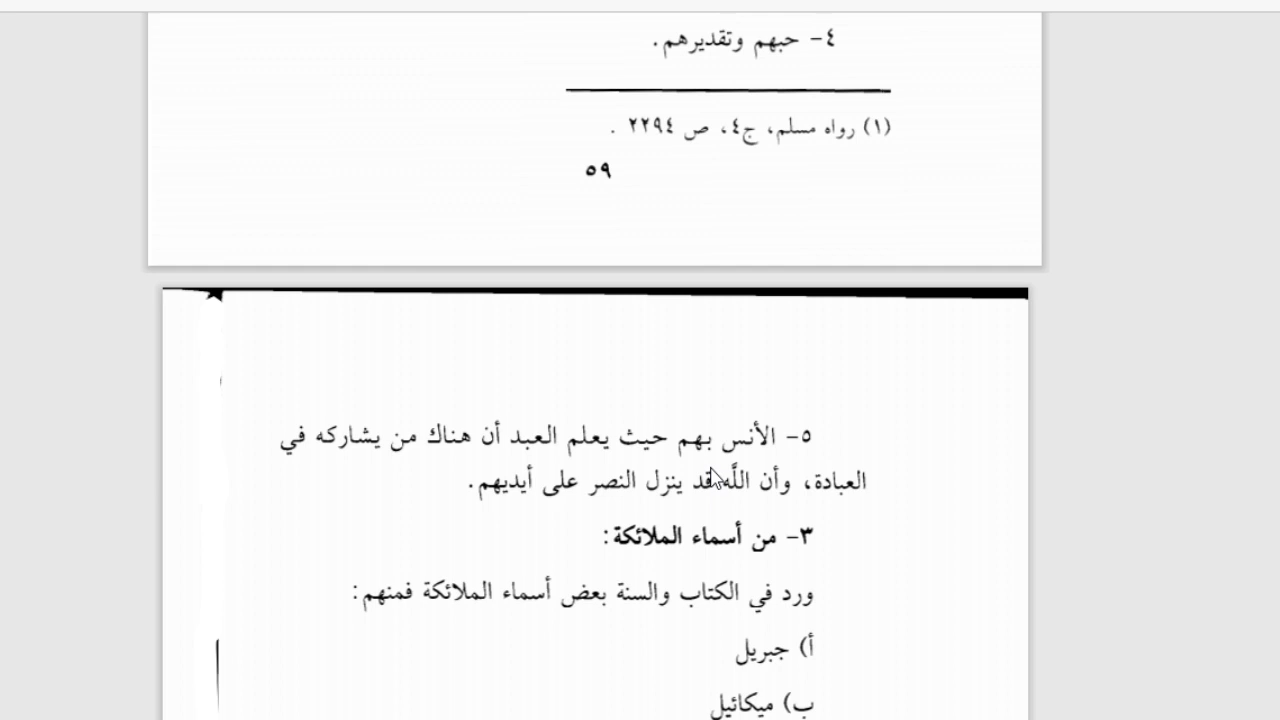 ٤- حبهم وتقديرهم.
(١) رواه مسلم، ج٤، ص ٢٢٩٤ .
٥٩
٥- الأنس بهم حيث يعلم العبد أن هناك من يشاركه في
العبادة، وأن اللَّه قد ينزل النصر على أيديهم.
٣- من أسماء الملائكة:
ورد في الكتاب والسنة بعض أسماء الملائكة فمنهم:
أ) جبريل
ب) ميكائيل